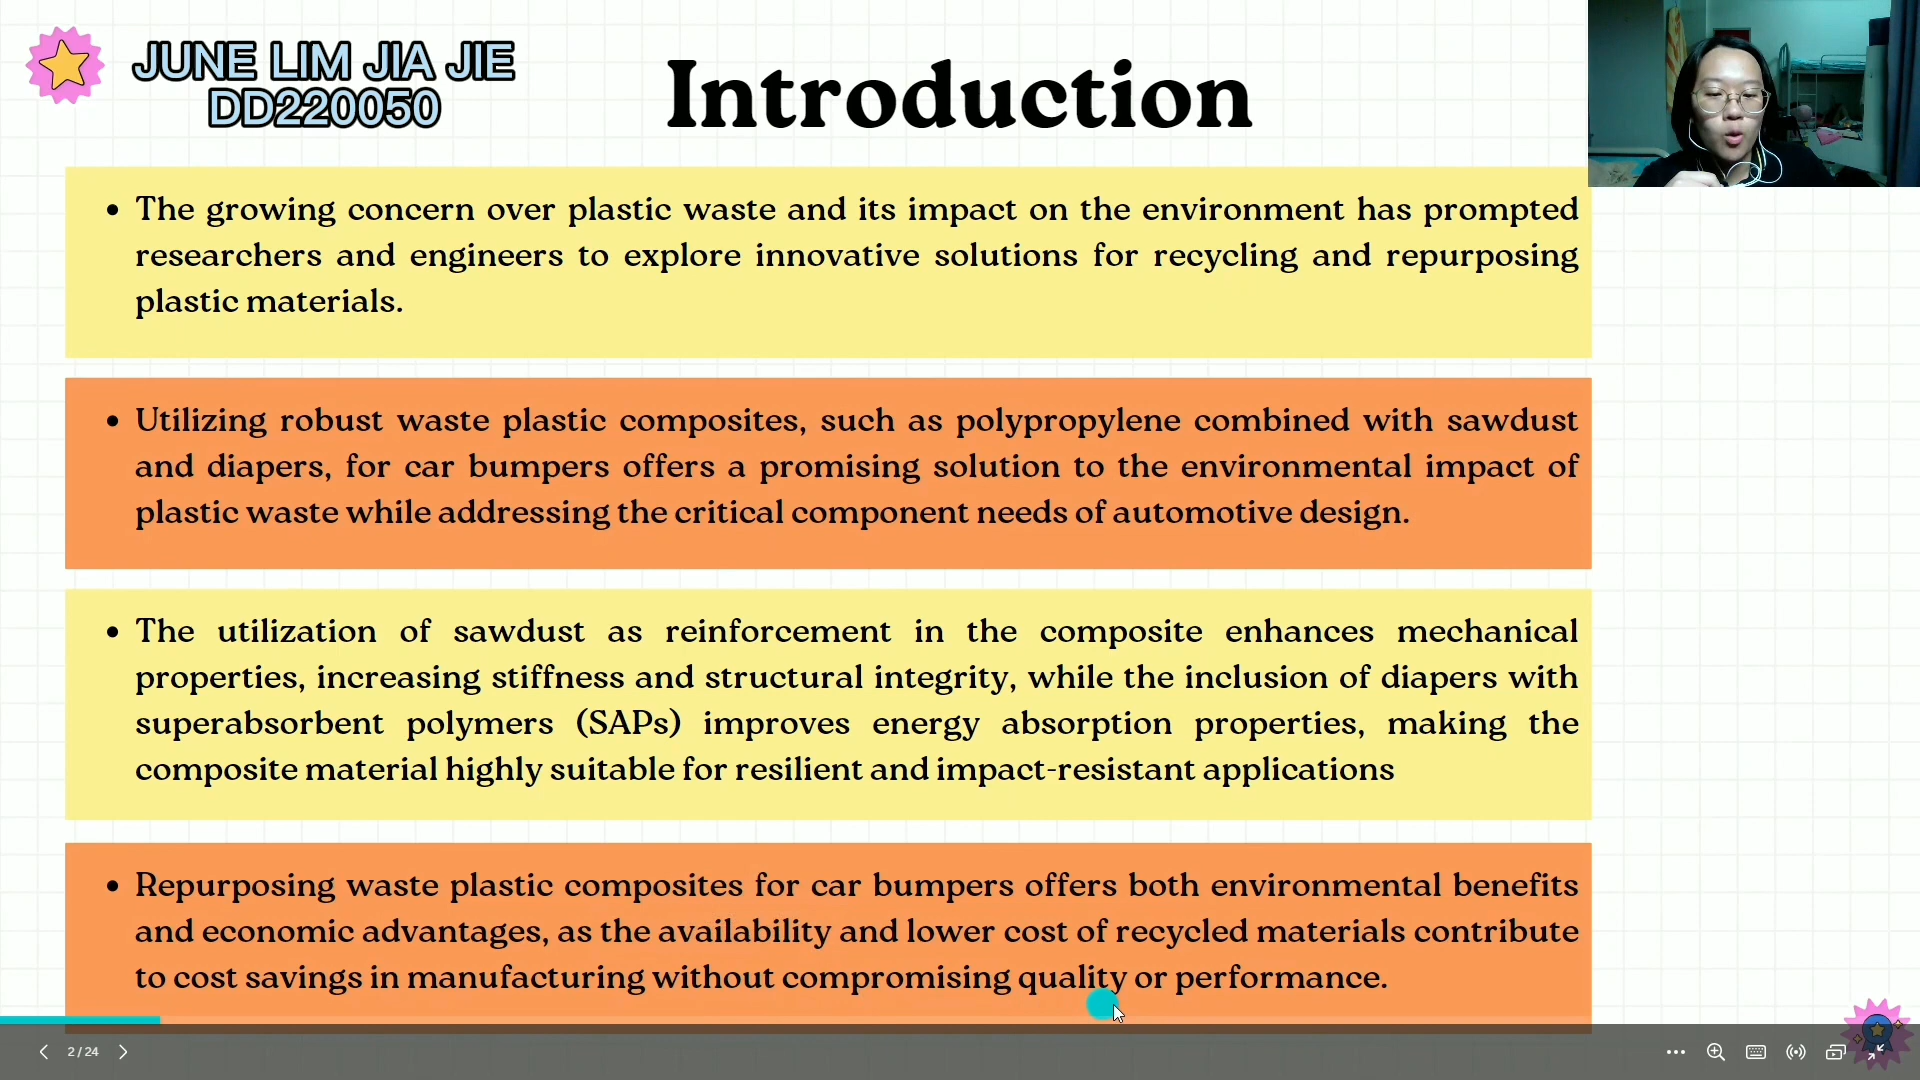 JUNE LIM JIA JIE
DD220050
Introduction
• The growing concern over plastic waste and its impact on the environment has prompted
researchers and engineers to explore innovative solutions for recycling and repurposing
plastic materials.
• Utilizing robust waste plastic composites, such as polypropylene combined with sawdust
and diapers, for car bumpers offers a promising solution to the environmental impact of
plastic waste while addressing the critical component needs of automotive design.
• The utilization of sawdust as reinforcement in the composite enhances mechanical
properties, increasing stiffness and structural integrity, while the inclusion of diapers with
superabsorbent polymers (SAPs) improves energy absorption properties, making the
composite material highly suitable for resilient and impact-resistant applications
• Repurposing waste plastic composites for car bumpers offers both environmental benefits
and economic advantages, as the availability and lower cost of recycled materials contribute
to cost savings in manufacturing without compromising quality or performance.
2 / 24